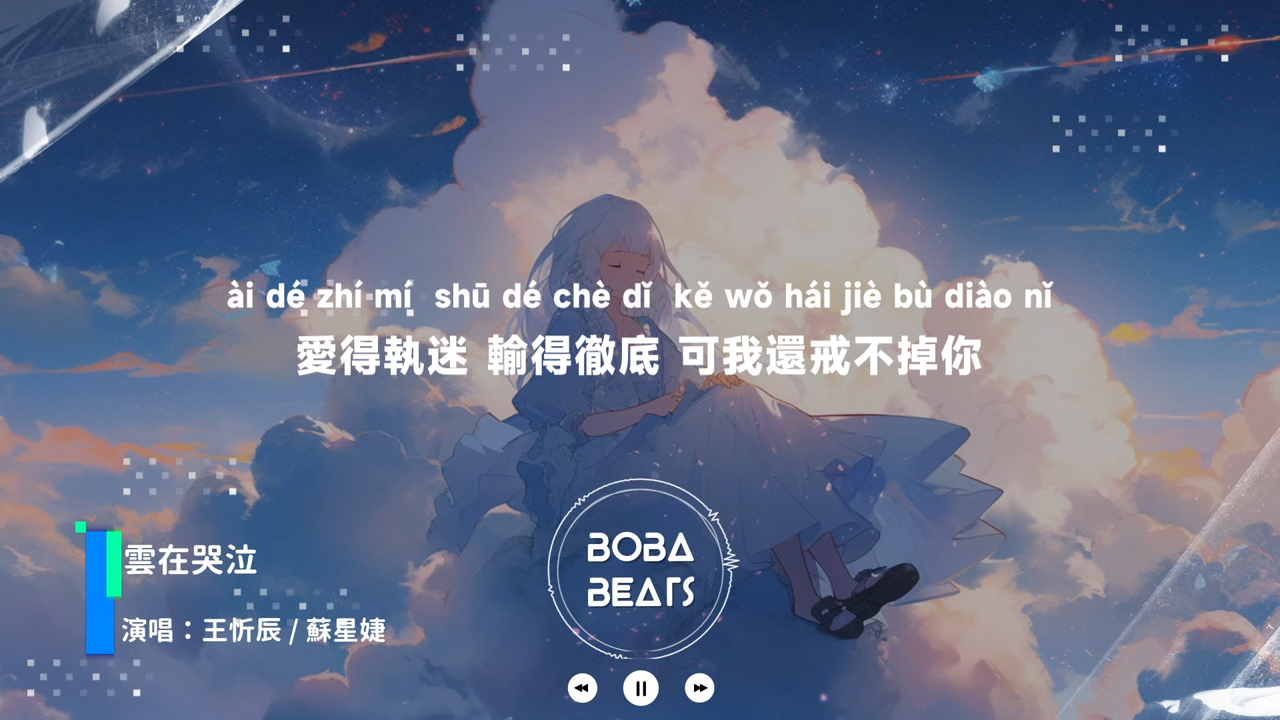 ài dé zhí mí shū dé chè dǐ kě wǒ hái jiè bù diào nǐ
愛得執迷 輸得徹底 可我還戒不掉你
BOBA
BEATS
雲在哭泣
演唱：王忻辰 / 蘇星婕